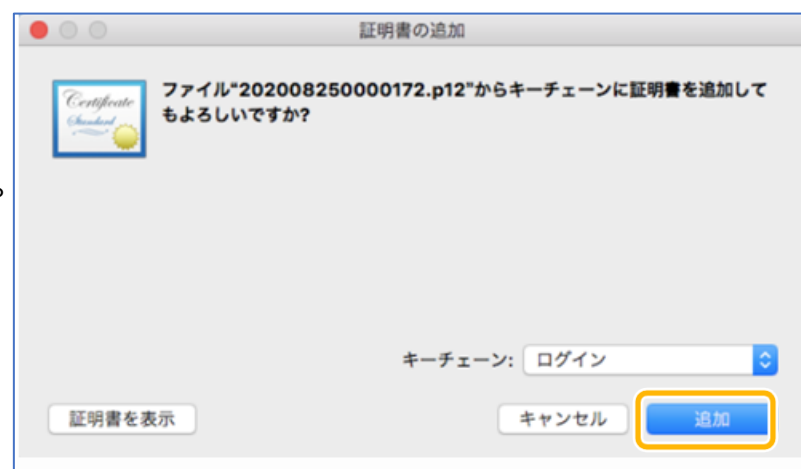 証明書の追加
Certificate
Standard
ファイル“202008250000172.p12”からキーチェーンに証明書を追加して
もよろしいですか?
。
キーチェーン: ログイン
証明書を表示 キャンセル 追加